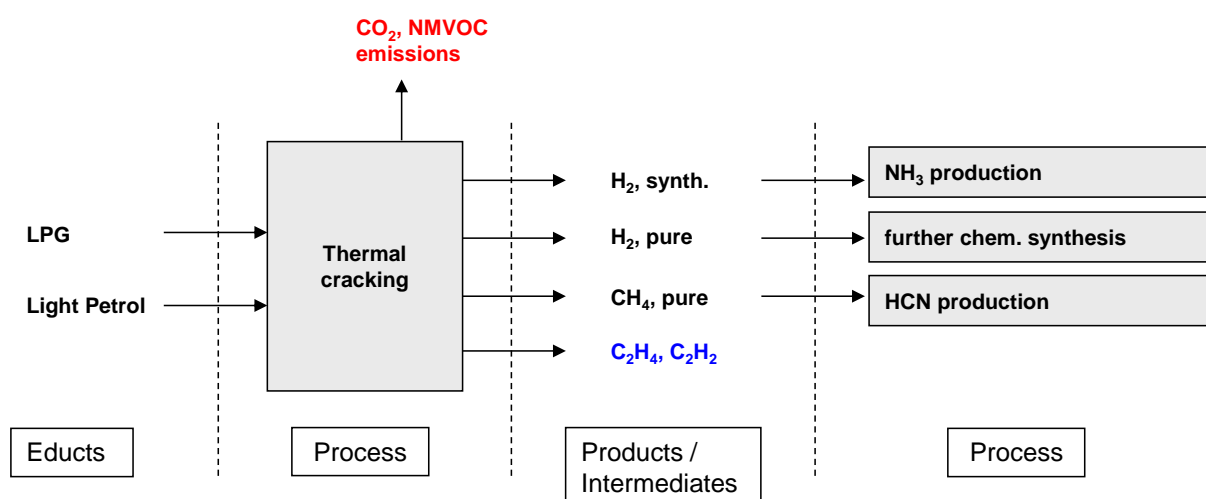 CO₂, NMVOC
emissions
H₂, synth.
NH₃ production
LPG
Thermal
cracking
H₂, pure
further chem. synthesis
Light Petrol
CH₄, pure
HCN production
C₂H₄, C₂H₂
Educts
Process
Products /
Intermediates
Process